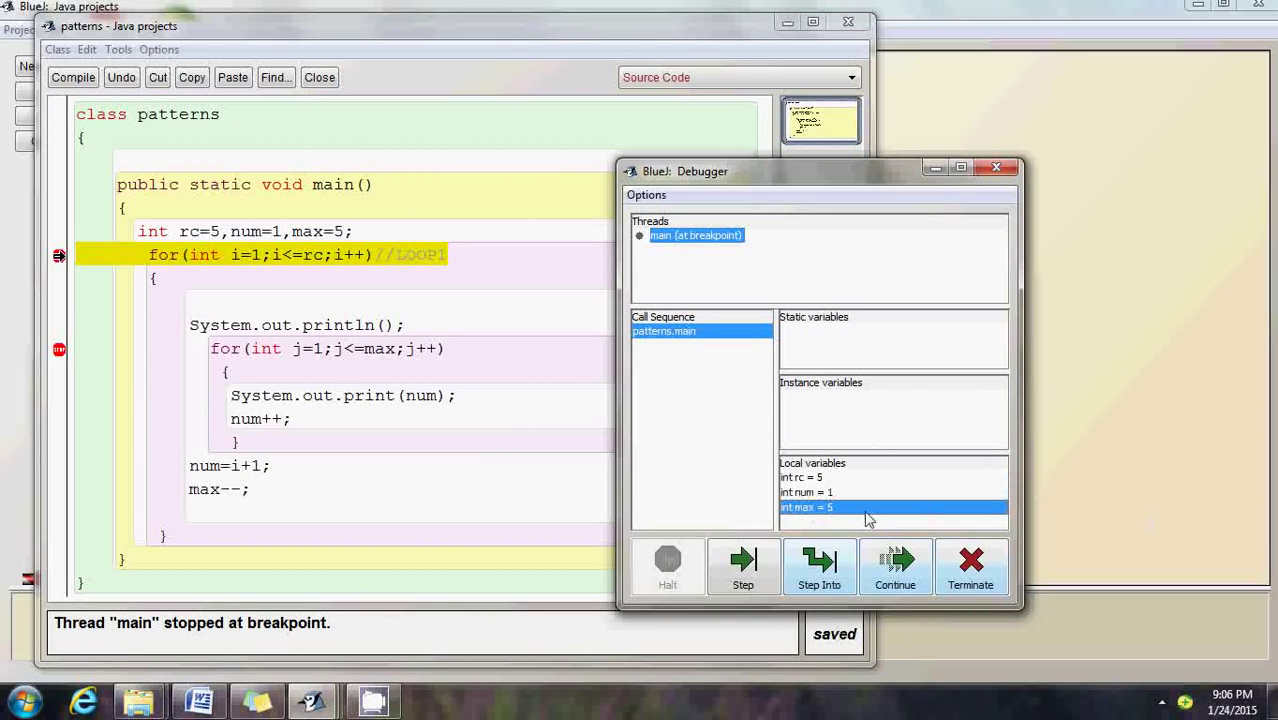 BlueJ: Java projects
patterns - Java projects
Class Edit Tools Options
Compile Undo Cut Copy Paste Find... Close
Source Code
class patterns
{
public static void main()
{
int rc=5,num=1,max=5;
for(int i=1;i<=rc;i++)//LOOP1
{
System.out.println();
for(int j=1;j<=max;j++)
{
System.out.print(num);
num++;
}
num=i+1;
max--;
}
}
}
Thread "main" stopped at breakpoint.
saved
BlueJ: Debugger
Options
Threads
main (at breakpoint)
Call Sequence
patterns.main
Static variables
Instance variables
Local variables
int rc = 5
int num = 1
int max = 5
Halt Step Step Into Continue Terminate
9:06 PM
1/24/2015